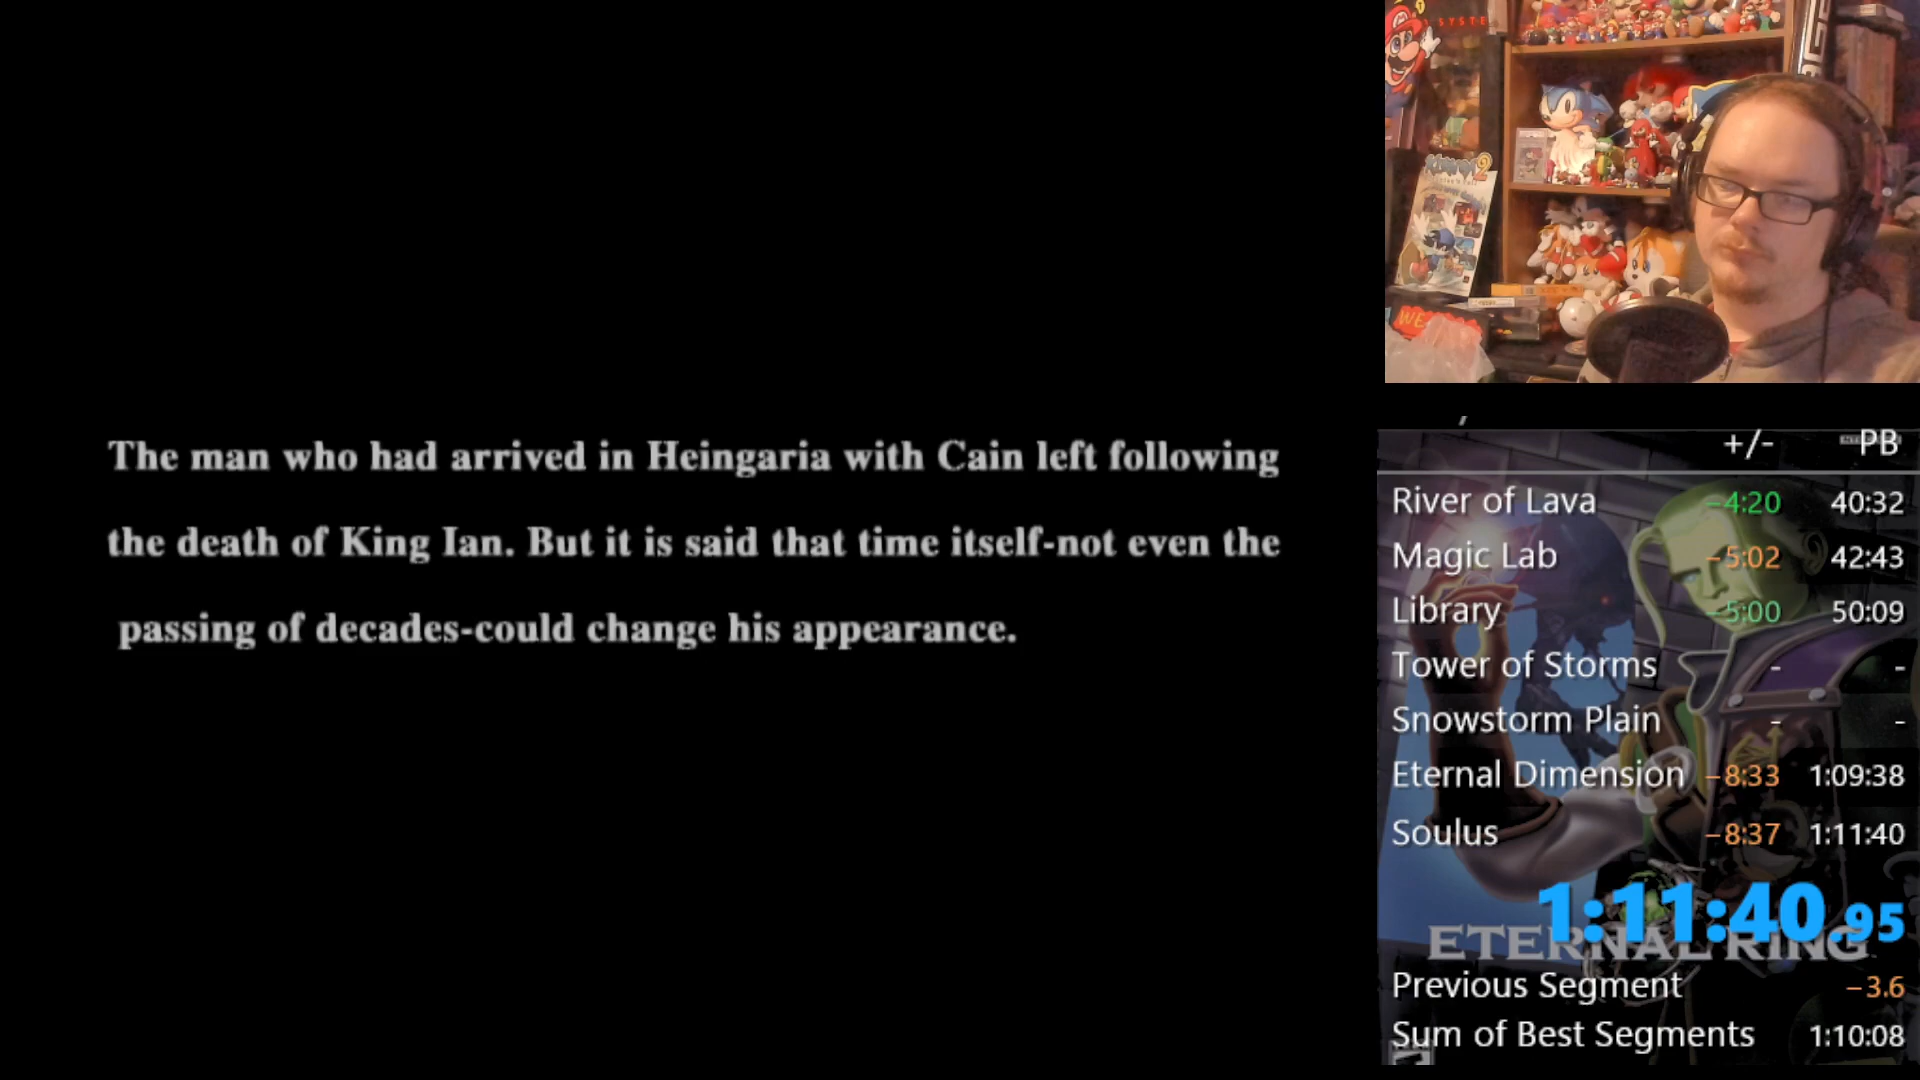 The man who had arrived in Heingaria with Cain left following
the death of King Ian. But it is said that time itself-not even the
passing of decades-could change his appearance.
SYSTE
WE
+/- PB
River of Lava -4:20 40:32
Magic Lab -5:02 42:43
Library -5:00 50:09
Tower of Storms - -
Snowstorm Plain - -
Eternal Dimension -8:33 1:09:38
Soulus -8:37 1:11:40
1:11:40.95
ETERNAL RING
Previous Segment -3.6
Sum of Best Segments 1:10:08